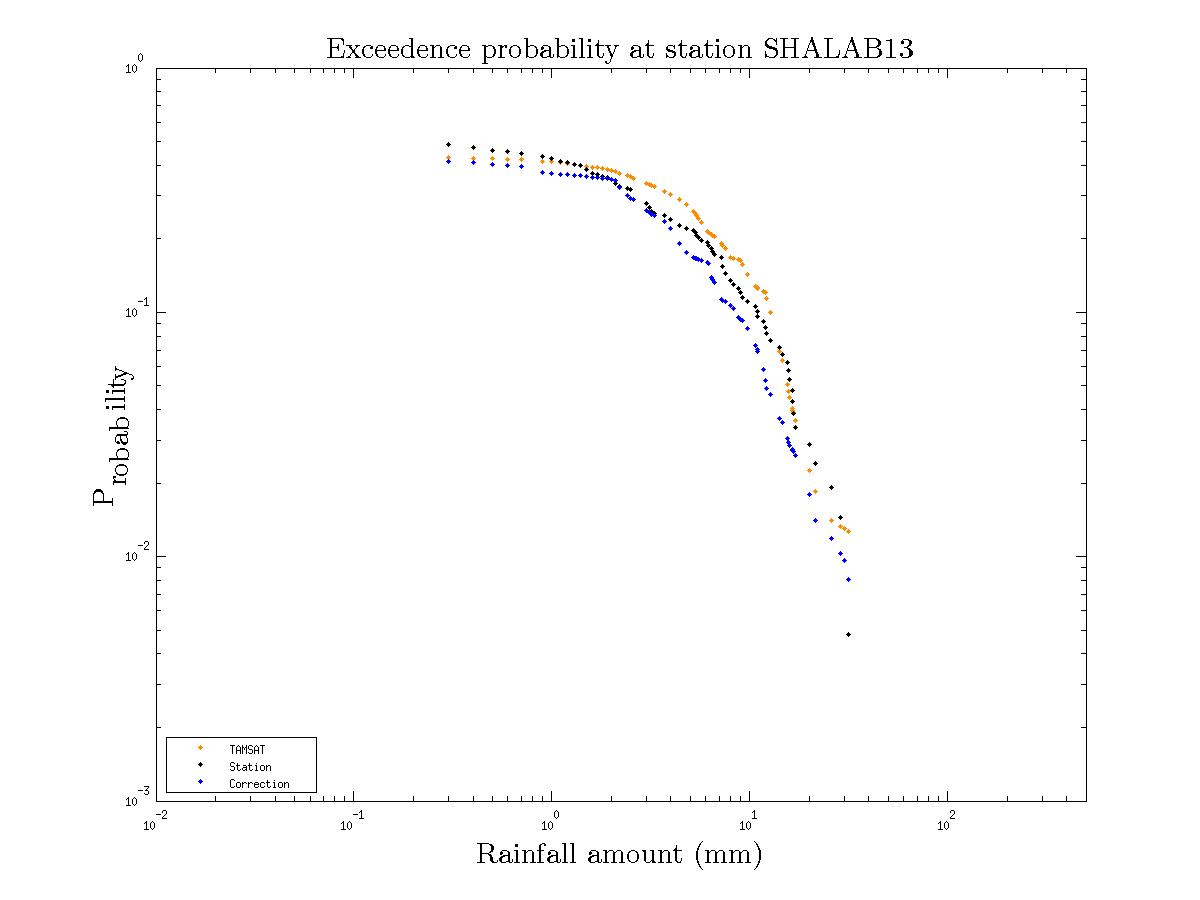 Exceedence probability at station SHALAB13
10^0
10^-1
10^-2
10^-3
Probability
TAMSAT
Station
Correction
10^-2 10^-1 10^0 10^1 10^2
Rainfall amount (mm)